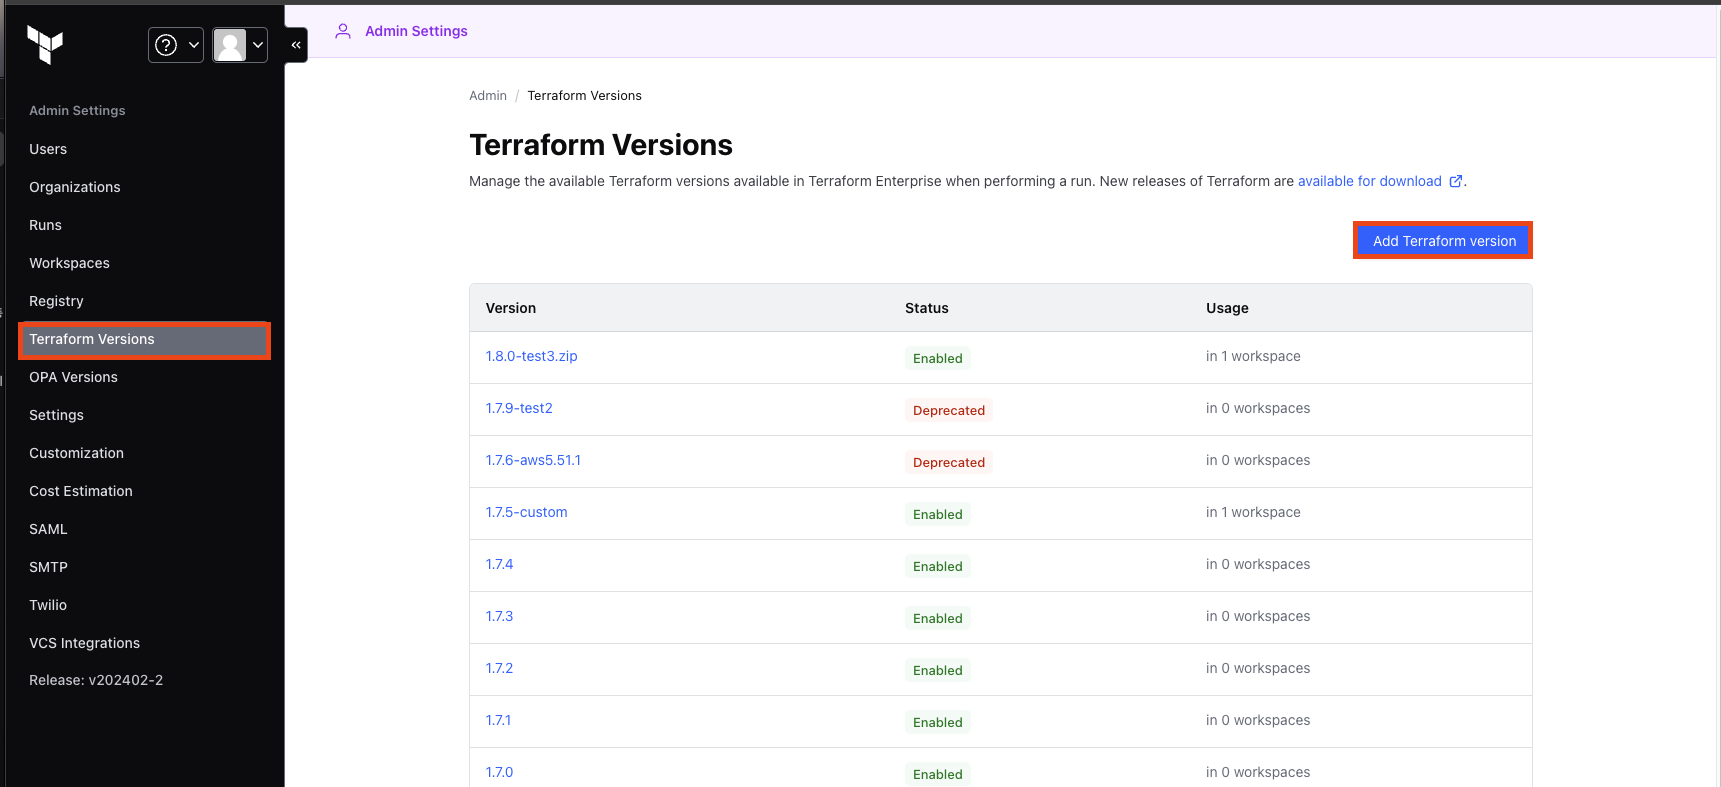 Admin Settings
Admin Settings
Users
Organizations
Runs
Workspaces
Registry
Terraform Versions
OPA Versions
Settings
Customization
Cost Estimation
SAML
SMTP
Twilio
VCS Integrations
Release: v202402-2
Admin / Terraform Versions
Terraform Versions
Manage the available Terraform versions available in Terraform Enterprise when performing a run. New releases of Terraform are available for download.
Add Terraform version
Version Status Usage
1.8.0-test3.zip Enabled in 1 workspace
1.7.9-test2 Deprecated in 0 workspaces
1.7.6-aws5.51.1 Deprecated in 0 workspaces
1.7.5-custom Enabled in 1 workspace
1.7.4 Enabled in 0 workspaces
1.7.3 Enabled in 0 workspaces
1.7.2 Enabled in 0 workspaces
1.7.1 Enabled in 0 workspaces
1.7.0 Enabled in 0 workspaces